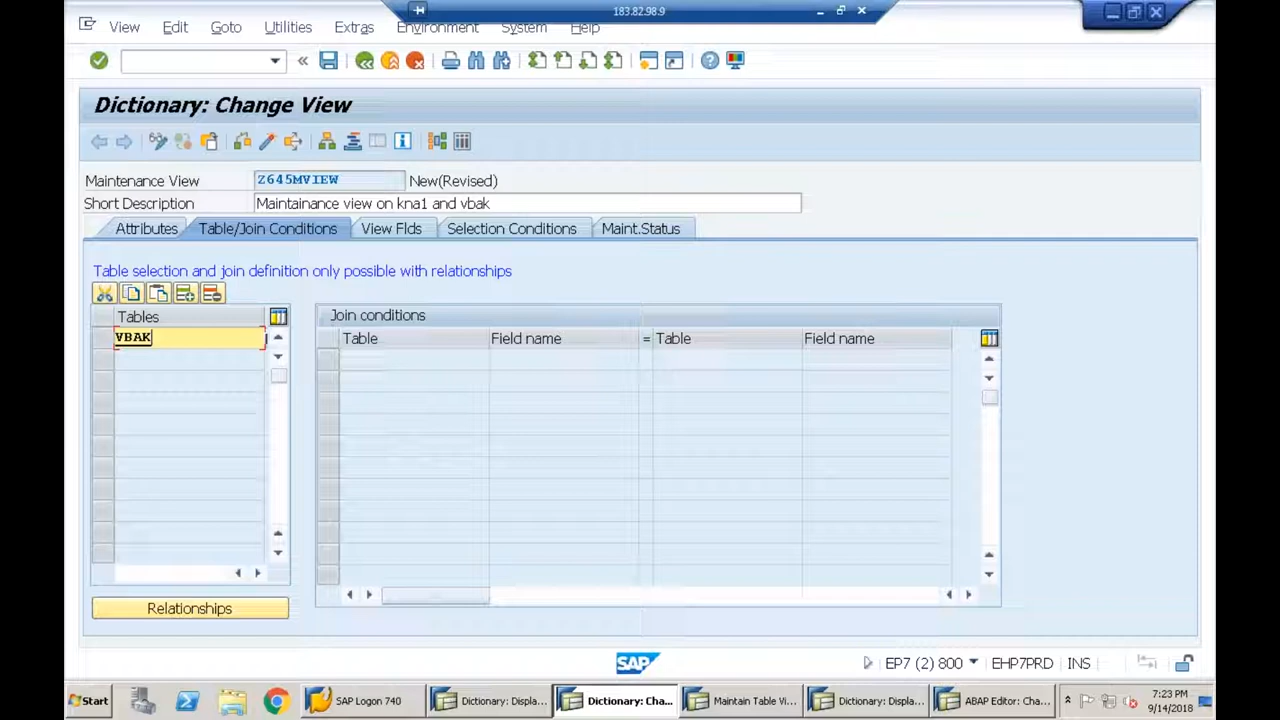 183.82.98.9
View Edit Goto Utilities Extras Environment System Help
Dictionary: Change View
Maintenance View Z645MVIEW New(Revised)
Short Description Maintainance view on kna1 and vbak
Attributes Table/Join Conditions View Flds Selection Conditions Maint.Status
Table selection and join definition only possible with relationships
Tables
Join conditions
VBAK
Table Field name = Table Field name
Relationships
SAP
EP7 (2) 800 EHP7PRD INS
Start SAP Logon 740 Dictionary: Displa... Dictionary: Cha... Maintain Table Vi... Dictionary: Displa... ABAP Editor: Cha... 7:23 PM
9/14/2018